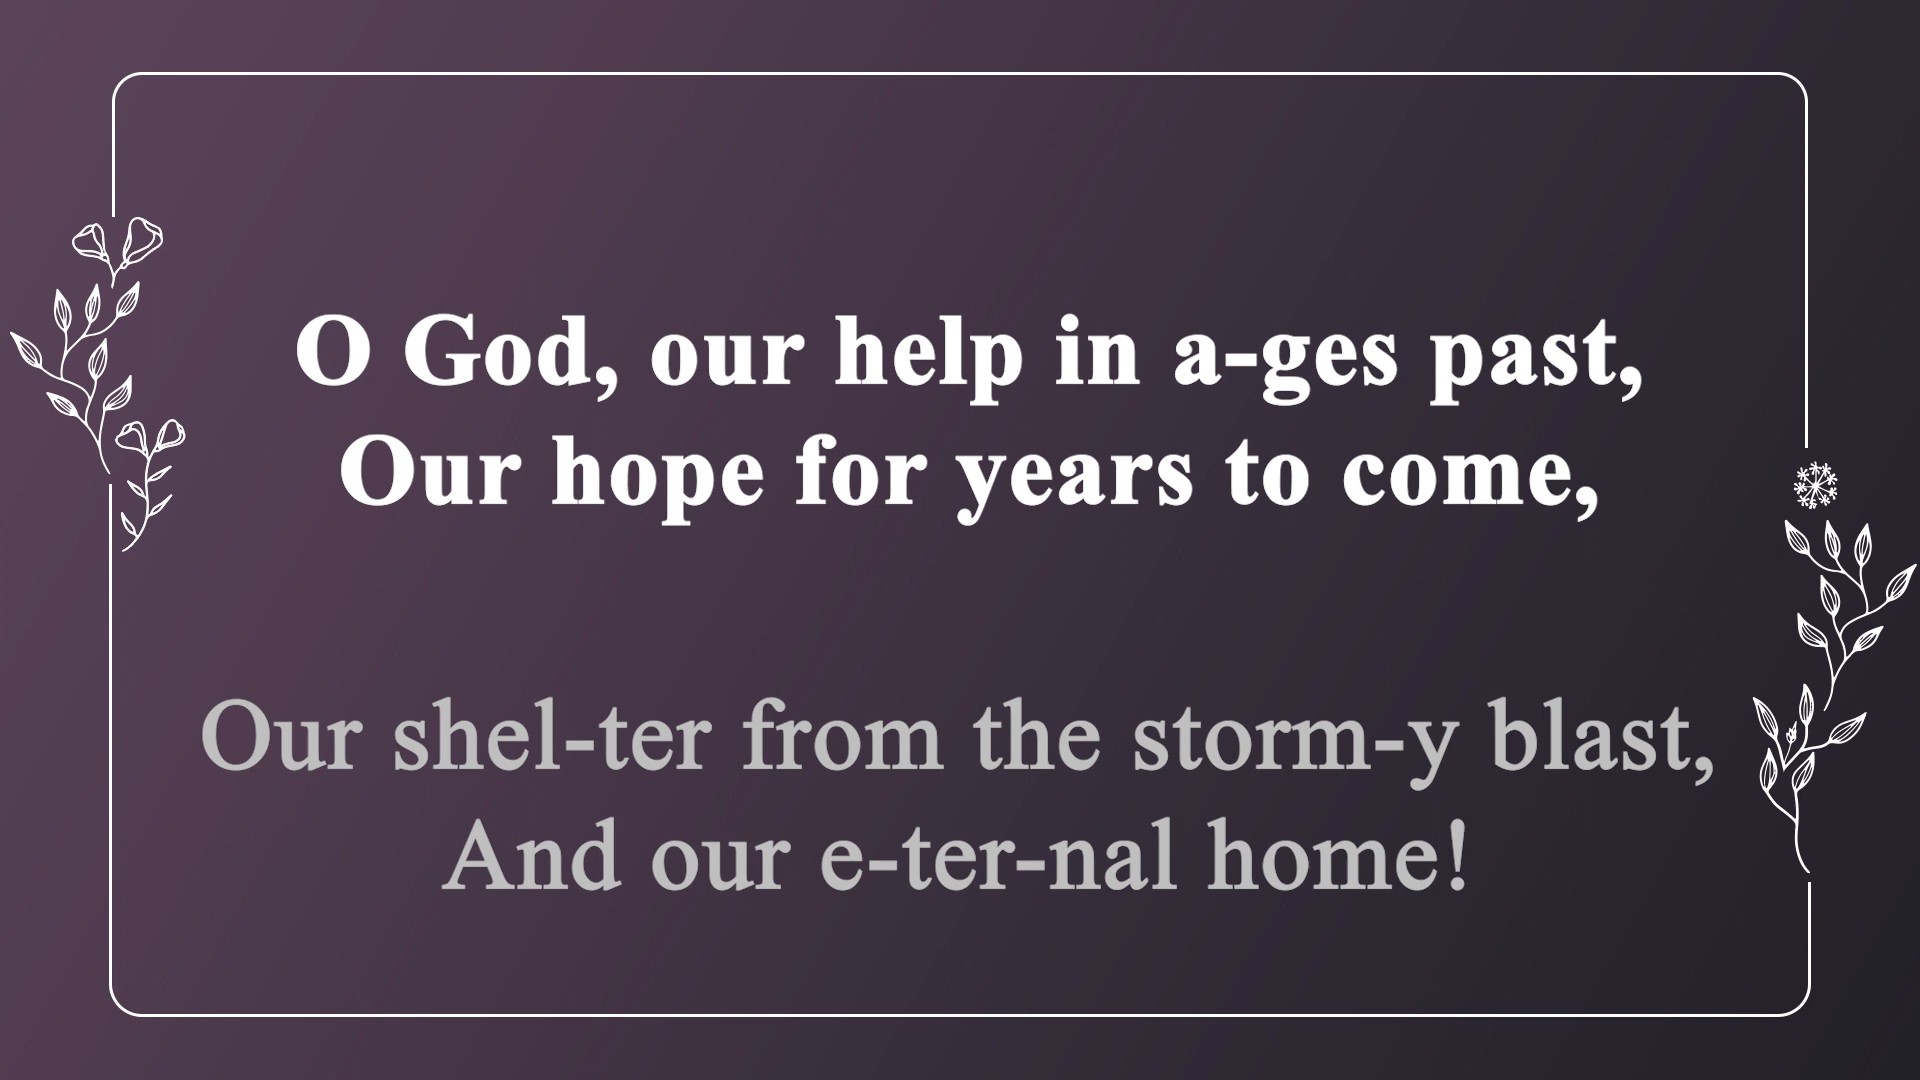 O God, our help in a-ges past,
Our hope for years to come,
Our shel-ter from the storm-y blast,
And our e-ter-nal home!